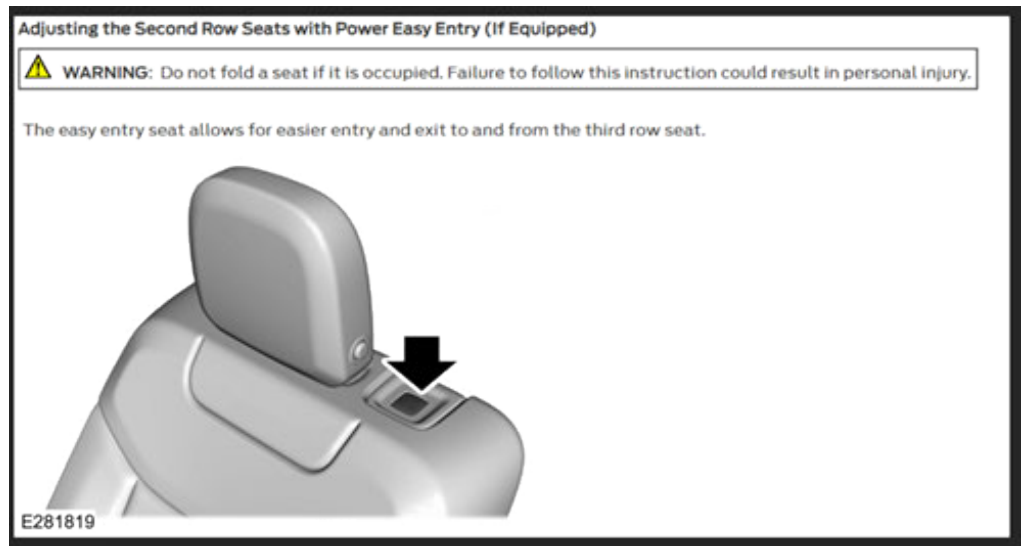 Adjusting the Second Row Seats with Power Easy Entry (If Equipped)
WARNING: Do not fold a seat if it is occupied. Failure to follow this instruction could result in personal injury.
The easy entry seat allows for easier entry and exit to and from the third row seat.
E281819